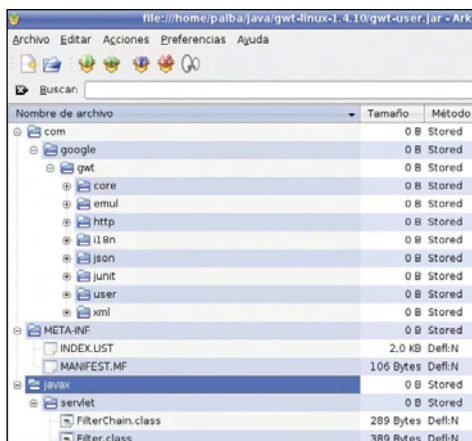 file:///home/palba/java/gwt-linux-1.4.10/gwt-user.jar - Ark
Archivo Editar Acciones Preferencias Ayuda
Buscar:
Nombre de archivo Tamaño Método
com 0 B Stored
google 0 B Stored
gwt 0 B Stored
core 0 B Stored
emul 0 B Stored
http 0 B Stored
i18n 0 B Stored
json 0 B Stored
junit 0 B Stored
user 0 B Stored
xml 0 B Stored
META-INF 0 B Stored
INDEX.LIST 2,0 KB Defl:N
MANIFEST.MF 106 Bytes Defl:N
javax 0 B Stored
servlet 0 B Stored
FilterChain.class 289 Bytes Defl:N
Filter.class 389 Bytes Defl:N